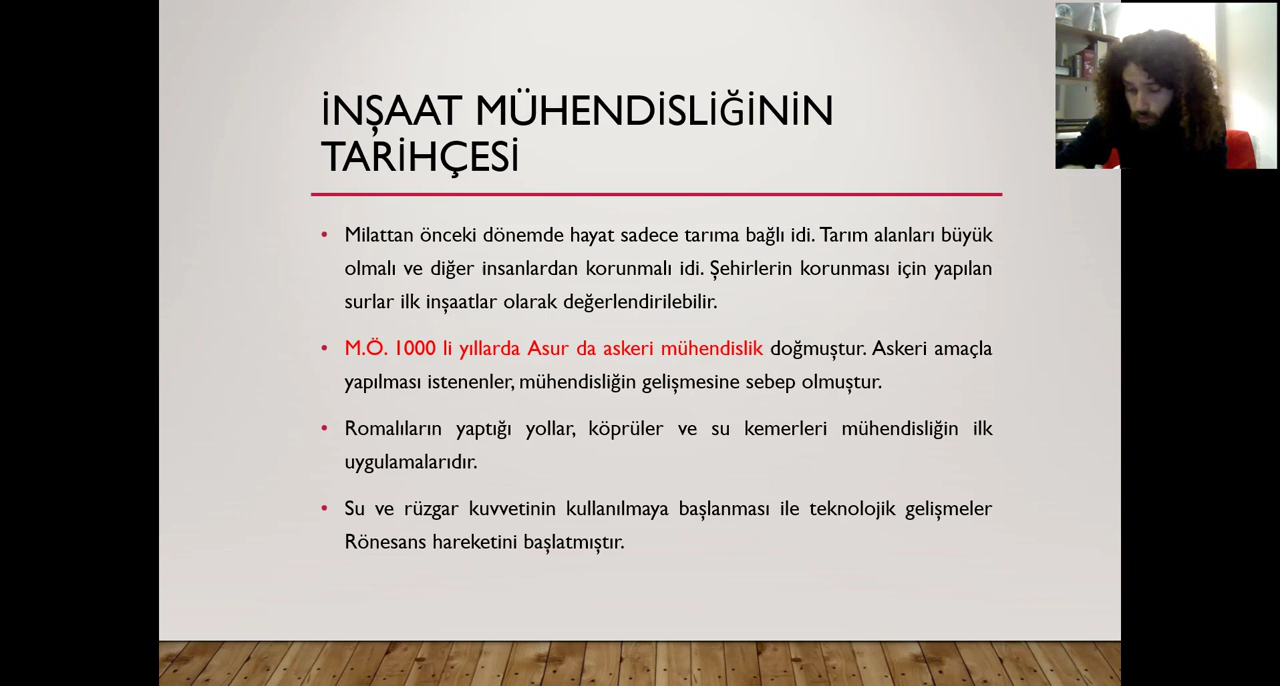 İNŞAAT MÜHENDİSLİĞİNİN
TARİHÇESİ
• Milattan önceki dönemde hayat sadece tarıma bağlı idi. Tarım alanları büyük
olmalı ve diğer insanlardan korunmalı idi. Şehirlerin korunması için yapılan
surlar ilk inşaatlar olarak değerlendirilebilir.
• M.Ö. 1000 li yıllarda Asur da askeri mühendislik doğmuştur. Askeri amaçla
yapılması istenenler, mühendisliğin gelişmesine sebep olmuştur.
• Romalıların yaptığı yollar, köprüler ve su kemerleri mühendisliğin ilk
uygulamalarıdır.
• Su ve rüzgar kuvvetinin kullanılmaya başlanması ile teknolojik gelişmeler
Rönesans hareketini başlatmıştır.